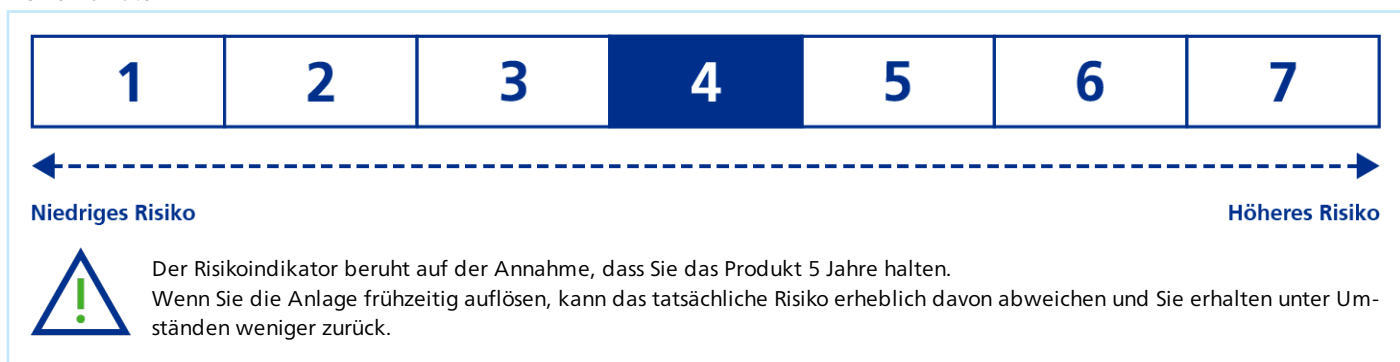 1 2 3 4 5 6 7
Niedriges Risiko Höheres Risiko
Der Risikoindikator beruht auf der Annahme, dass Sie das Produkt 5 Jahre halten.
Wenn Sie die Anlage frühzeitig auflösen, kann das tatsächliche Risiko erheblich davon abweichen und Sie erhalten unter Um-
ständen weniger zurück.